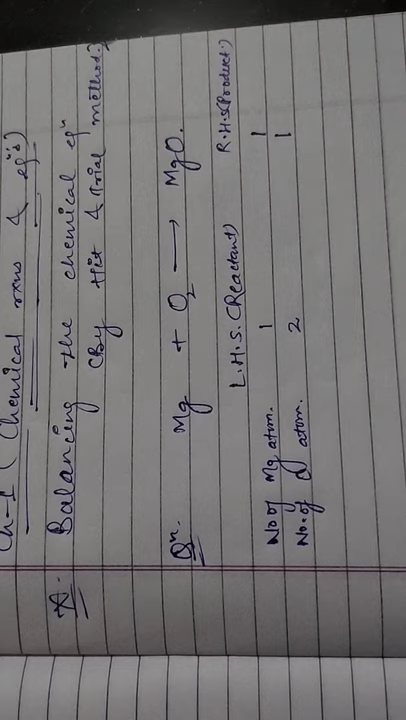 Ch-1 (Chemical rxns & eqns)
A. Balancing the chemical eqn
(By Hit & Trial method.)
Qn. Mg + O2 → MgO.
L.H.S. (Reactant) R.H.S (Product.)
No of Mg atom. 1 1
No. of O atom. 2 1